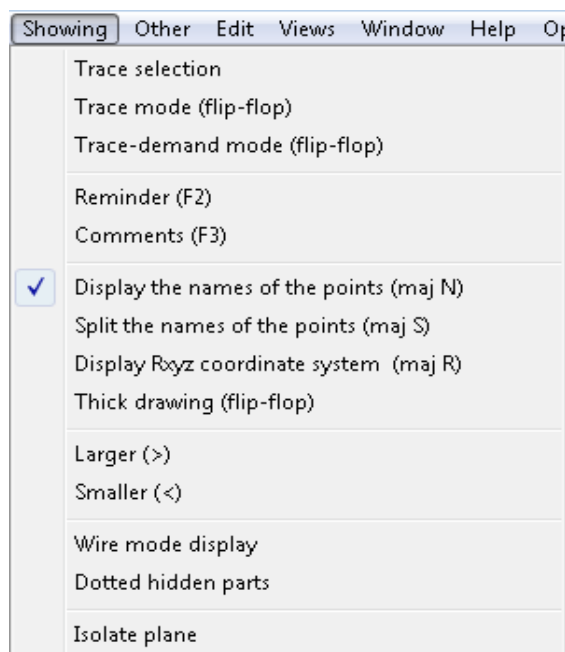 Showing Other Edit Views Window Help Op
Trace selection
Trace mode (flip-flop)
Trace-demand mode (flip-flop)
Reminder (F2)
Comments (F3)
Display the names of the points (maj N)
Split the names of the points (maj S)
Display Rxyz coordinate system (maj R)
Thick drawing (flip-flop)
Larger (>)
Smaller (<)
Wire mode display
Dotted hidden parts
Isolate plane